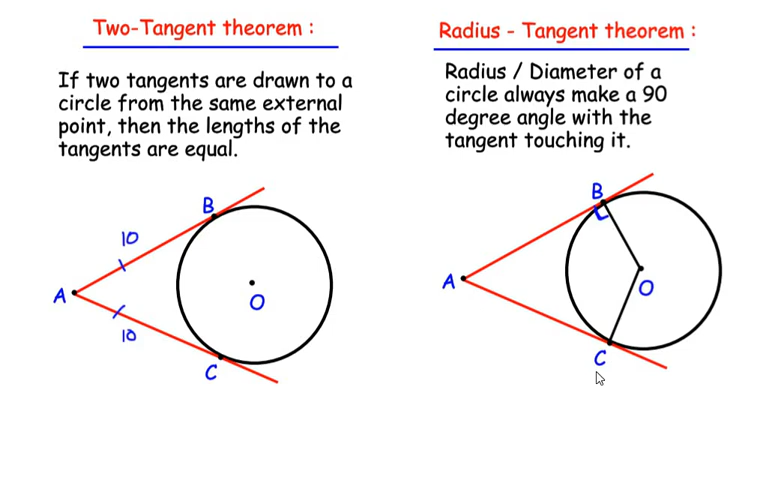 Two-Tangent theorem :
If two tangents are drawn to a
circle from the same external
point, then the lengths of the
tangents are equal.
B
10
A
O
10
C
Radius - Tangent theorem :
Radius / Diameter of a
circle always make a 90
degree angle with the
tangent touching it.
B
A
O
C